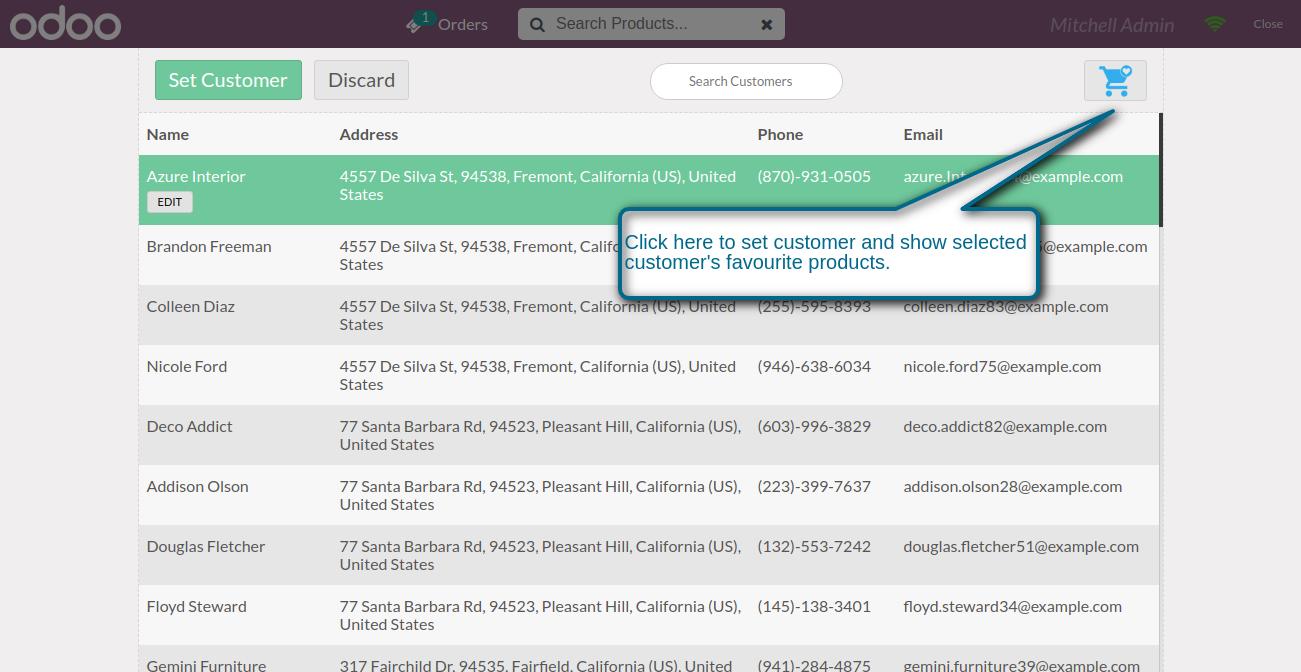 odoo 1 Orders Search Products... Mitchell Admin Close
Set Customer Discard Search Customers
Name Address Phone Email
Azure Interior 4557 De Silva St, 94538, Fremont, California (US), United (870)-931-0505
States
EDIT
Click here to set customer and show selected
customer's favourite products.
Brandon Freeman 4557 De Silva St, 94538, Fremont, @example.com
States
Colleen Diaz 4557 De Silva St, 94538, Fremont, California (US), United (255)-595-8393 colleen.diaz83@example.com
States
Nicole Ford 4557 De Silva St, 94538, Fremont, California (US), United (946)-638-6034 nicole.ford75@example.com
States
Deco Addict 77 Santa Barbara Rd, 94523, Pleasant Hill, California (US), (603)-996-3829 deco.addict82@example.com
United States
Addison Olson 77 Santa Barbara Rd, 94523, Pleasant Hill, California (US), (223)-399-7637 addison.olson28@example.com
United States
Douglas Fletcher 77 Santa Barbara Rd, 94523, Pleasant Hill, California (US), (132)-553-7242 douglas.fletcher51@example.com
United States
Floyd Steward 77 Santa Barbara Rd, 94523, Pleasant Hill, California (US), (145)-138-3401 floyd.steward34@example.com
United States
Gemini Furniture 317 Fairchild Dr, 94535, Fairfield, California (US), United (941)-284-4875 gemini.furniture39@example.com